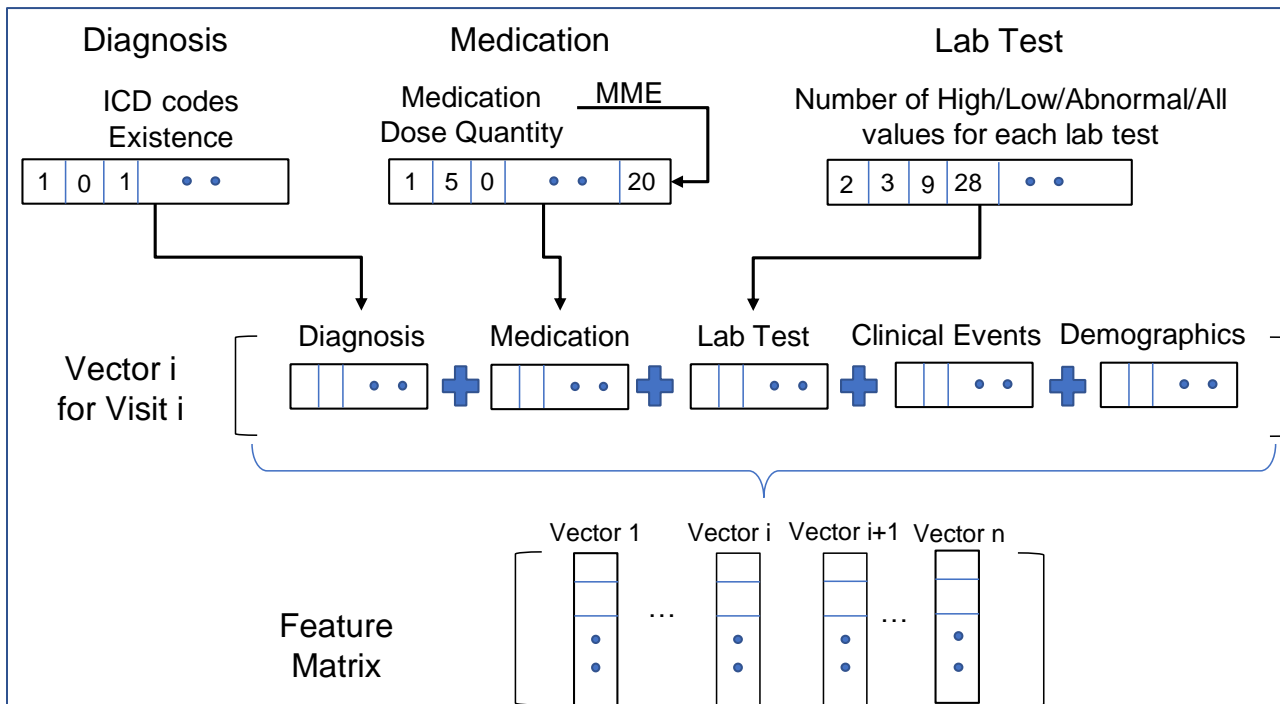 Diagnosis
Medication
Lab Test
ICD codes
Existence
Medication
Dose Quantity
MME
Number of High/Low/Abnormal/All
values for each lab test
1 0 1
1 5 0 20
2 3 9 28
Vector i
for Visit i
Diagnosis
Medication
Lab Test
Clinical Events
Demographics
Vector 1
Vector i
Vector i+1
Vector n
... ...
Feature
Matrix